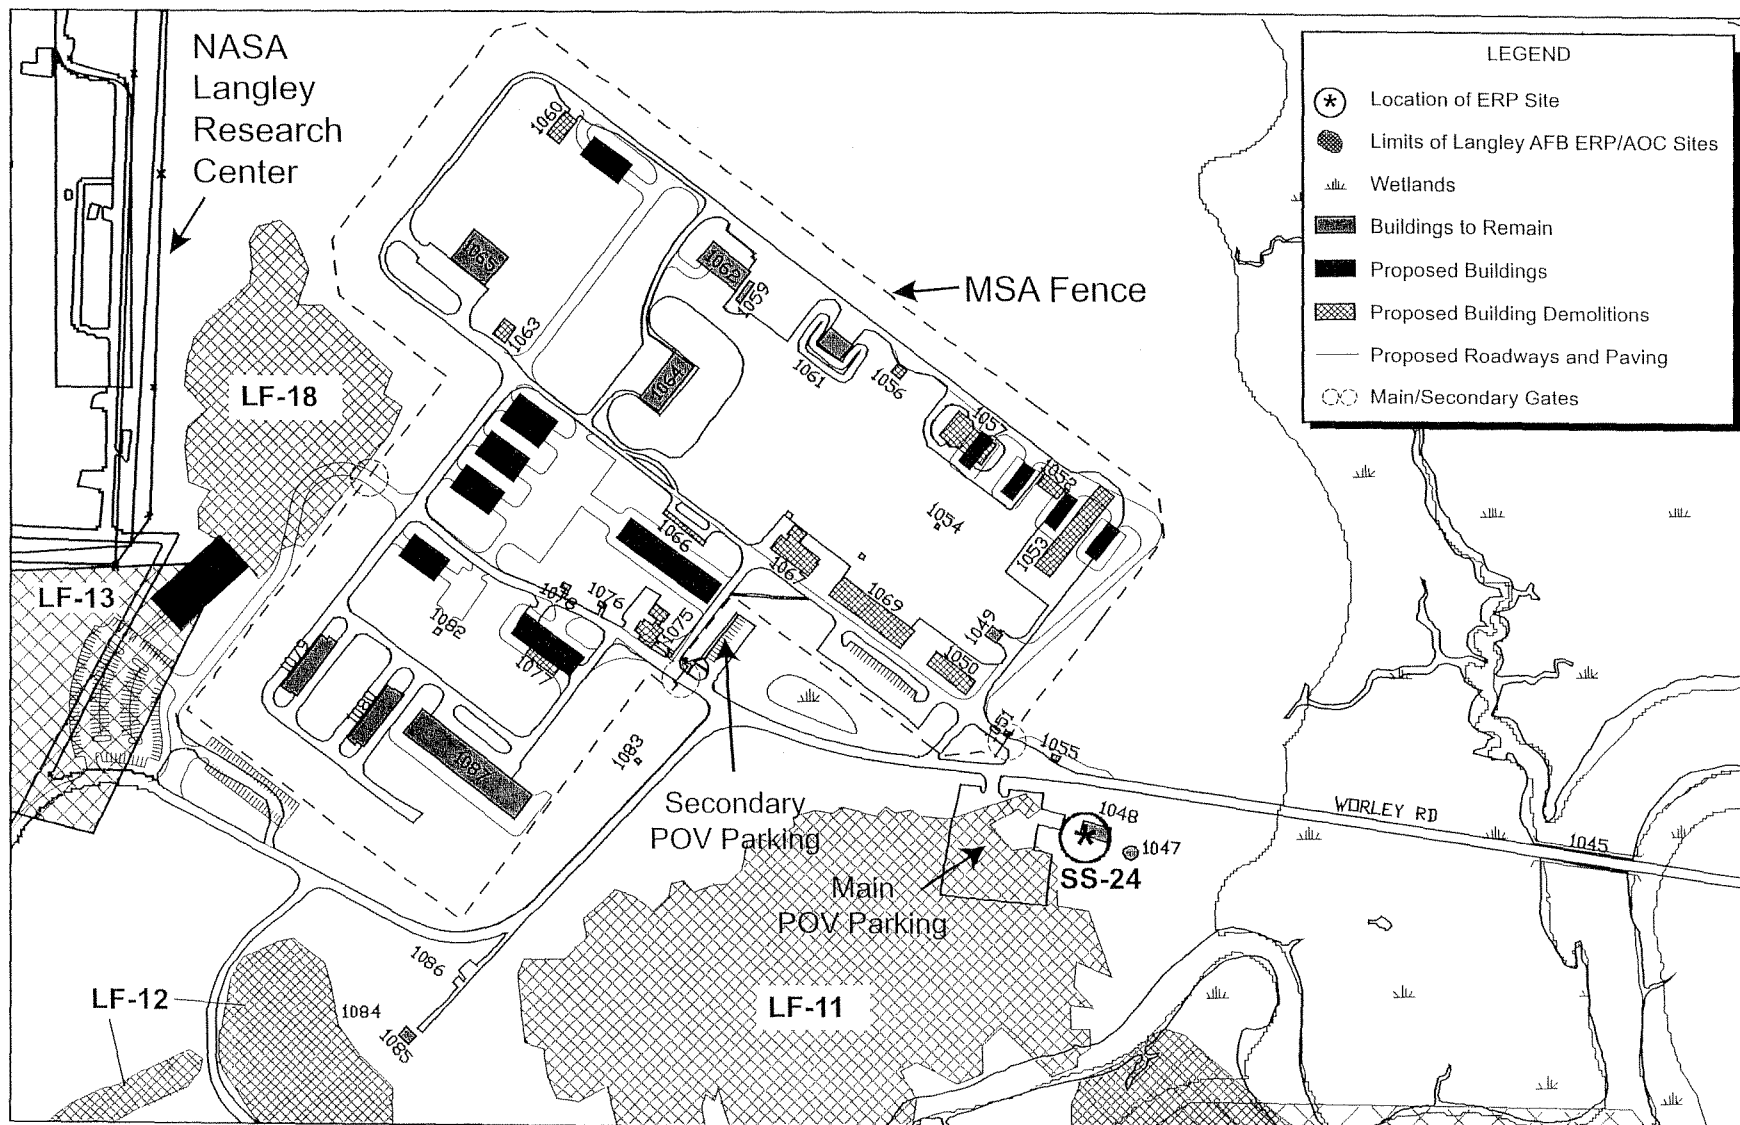 NASA
Langley
Research
Center
LEGEND
Location of ERP Site
Limits of Langley AFB ERP/AOC Sites
Wetlands
Buildings to Remain
Proposed Buildings
Proposed Building Demolitions
Proposed Roadways and Paving
Main/Secondary Gates
MSA Fence
1060
1065
1062
1059
1063
1064
1061
1056
1057
1052
1054
1053
LF-18
1066
106
1069
1049
1050
LF-13
1078
1076
1075
1082
1077
1079
1080
1087
1083
1055
Secondary
POV Parking
WORLEY RD
1045
1048
1047
SS-24
Main
POV Parking
LF-11
1086
LF-12
1084
1085